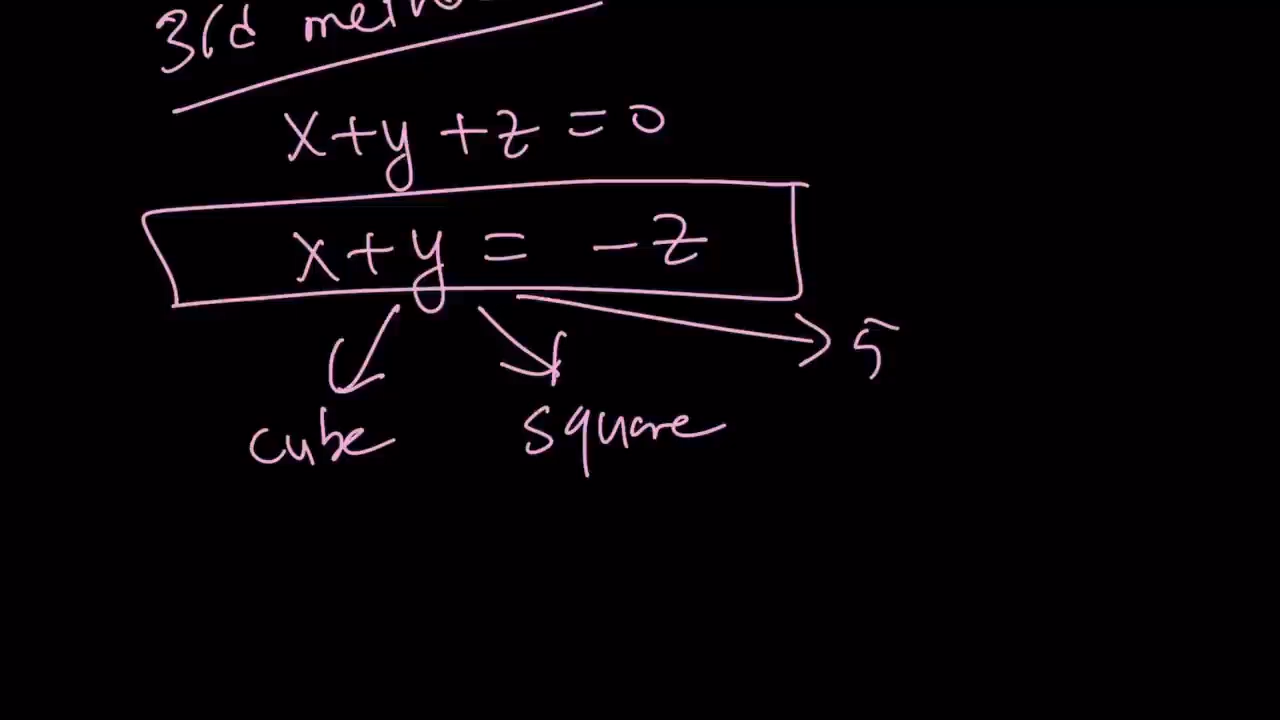 3rd
x+y+z=0
x+y= -z
5
cube square